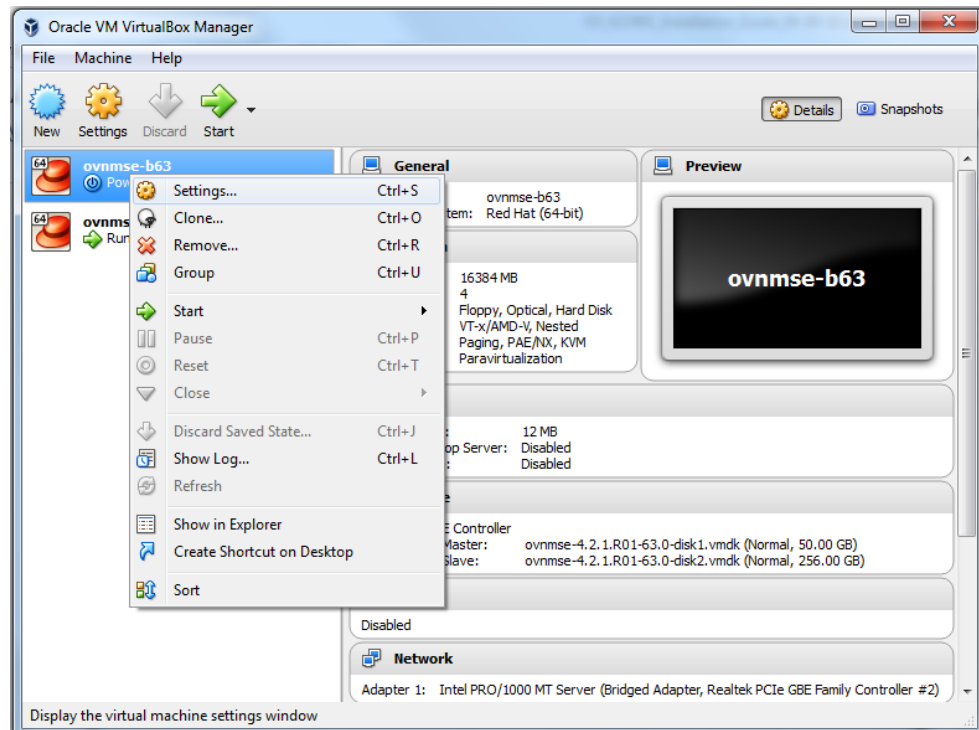 Oracle VM VirtualBox Manager
File Machine Help
New Settings Discard Start
Details Snapshots
64 ovnmse-b63
Pow
64 ovnms
Run
Settings... Ctrl+S
Clone... Ctrl+O
Remove... Ctrl+R
Group Ctrl+U
Start
Pause Ctrl+P
Reset Ctrl+T
Close
Discard Saved State... Ctrl+J
Show Log... Ctrl+L
Refresh
Show in Explorer
Create Shortcut on Desktop
Sort
General
ovnmse-b63
tem: Red Hat (64-bit)
16384 MB
4
Floppy, Optical, Hard Disk
VT-x/AMD-V, Nested
Paging, PAE/NX, KVM
Paravirtualization
Preview
ovnmse-b63
: 12 MB
op Server: Disabled
: Disabled
E Controller
Master: ovnmse-4.2.1.R01-63.0-disk1.vmdk (Normal, 50.00 GB)
Slave: ovnmse-4.2.1.R01-63.0-disk2.vmdk (Normal, 256.00 GB)
Disabled
Network
Adapter 1: Intel PRO/1000 MT Server (Bridged Adapter, Realtek PCIe GBE Family Controller #2)
Display the virtual machine settings window